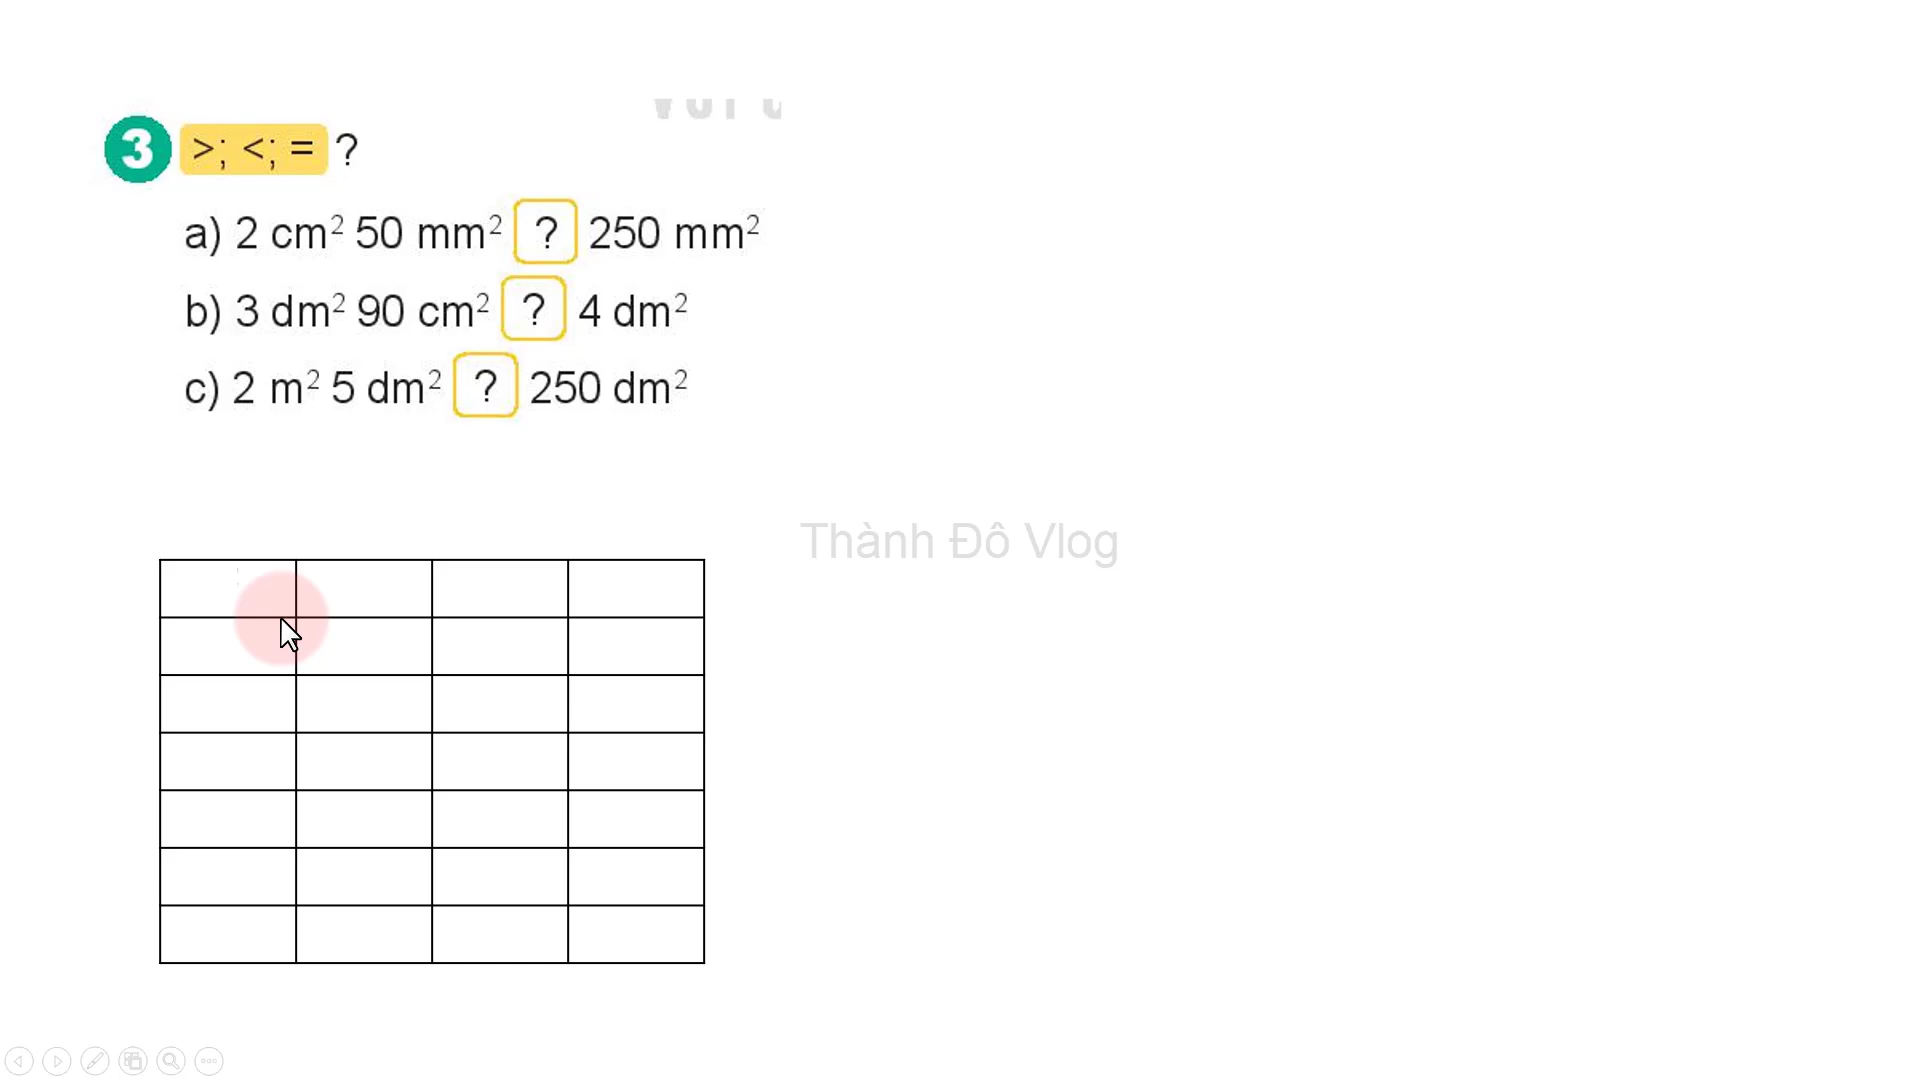 3 >; <; = ?
a) 2 cm² 50 mm² ? 250 mm²
b) 3 dm² 90 cm² ? 4 dm²
c) 2 m² 5 dm² ? 250 dm²
Thành Đô Vlog